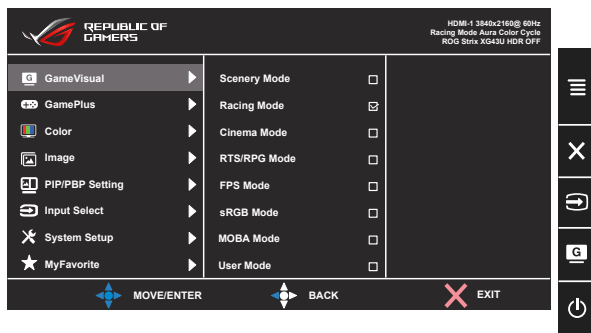 REPUBLIC OF
GAMERS
HDMI-1 3840x2160@ 60Hz
Racing Mode Aura Color Cycle
ROG Strix XG43U HDR OFF
G GameVisual
GamePlus
Color
Image
PIP/PBP Setting
Input Select
System Setup
MyFavorite
Scenery Mode
Racing Mode
Cinema Mode
RTS/RPG Mode
FPS Mode
sRGB Mode
MOBA Mode
User Mode
MOVE/ENTER
BACK
EXIT
G